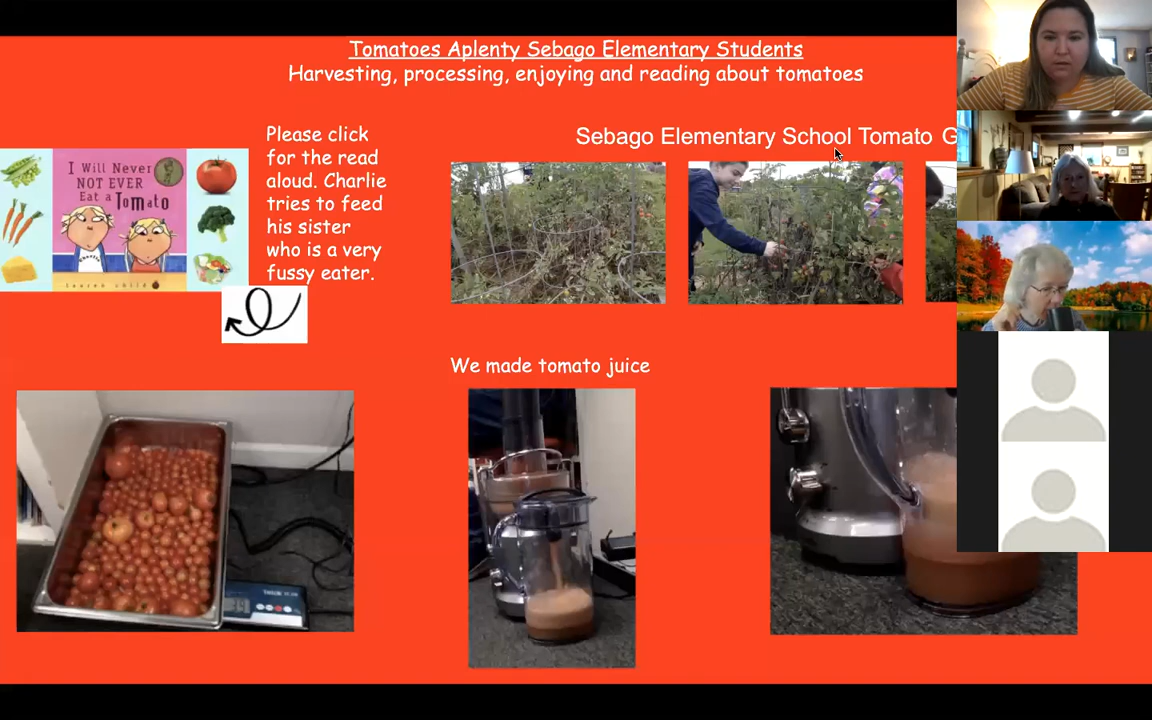 Tomatoes Aplenty Sebago Elementary Students
Harvesting, processing, enjoying and reading about tomatoes
Please click
for the read
aloud. Charlie
tries to feed
his sister
who is a very
fussy eater.
Sebago Elementary School Tomato G
I Will Never
NOT EVER
Eat a Tomato
lauren child
We made tomato juice